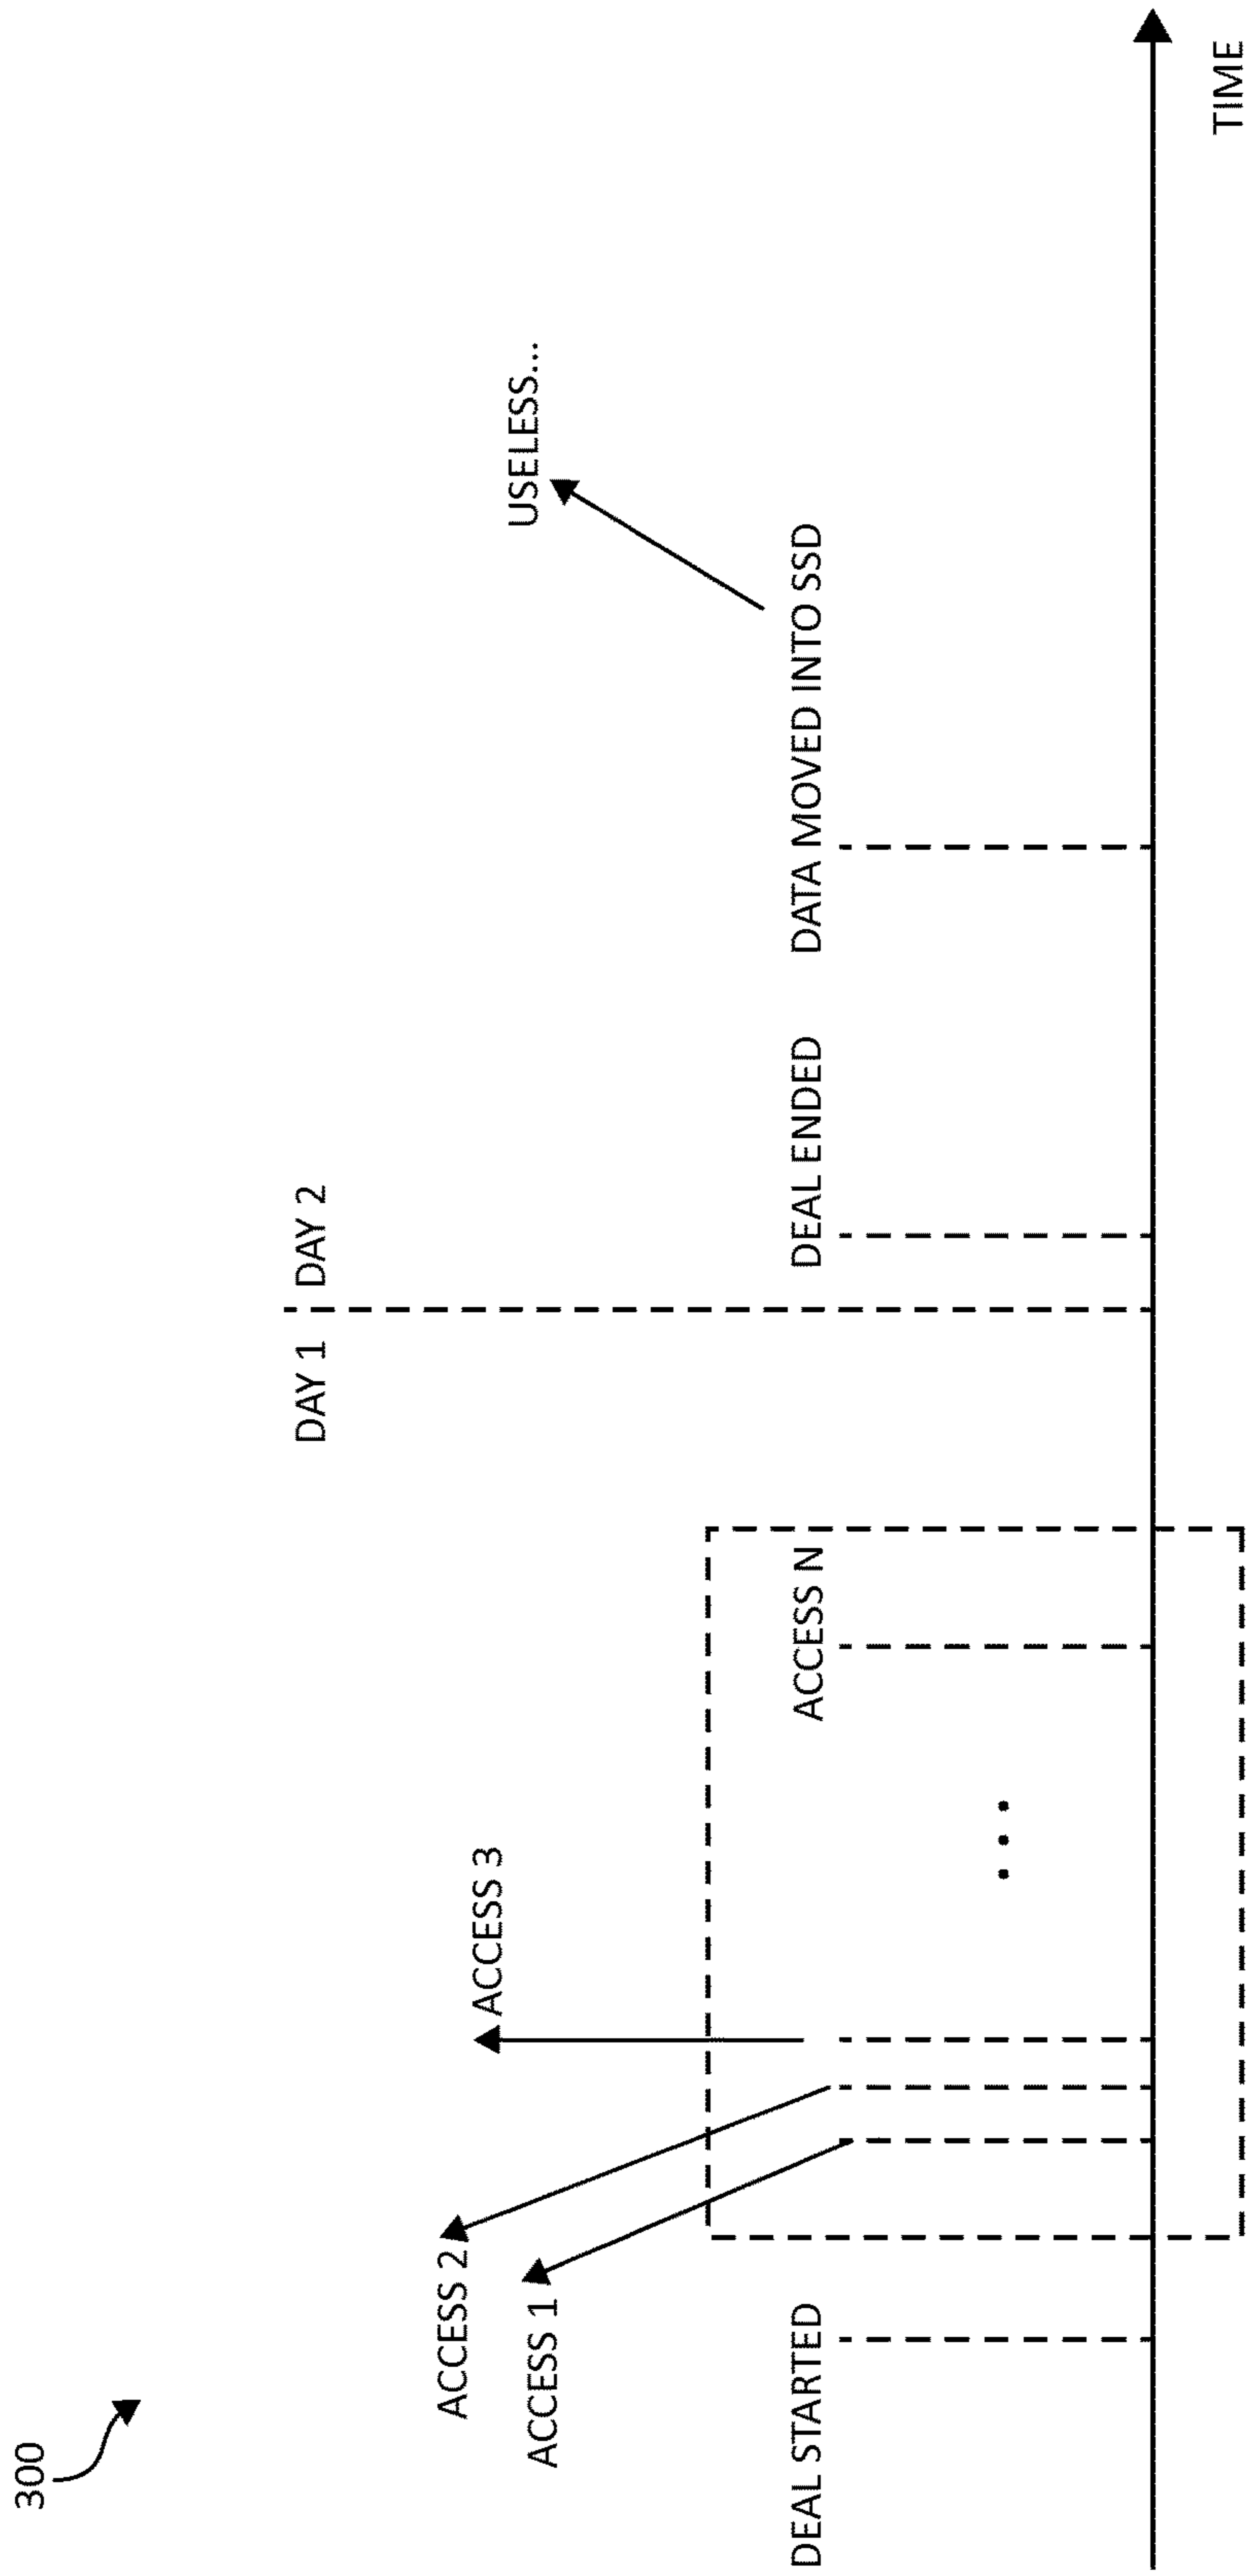 300
DAY 1
DAY 2
ACCESS 2
ACCESS 3
ACCESS 1
USELESS...
DEAL STARTED
ACCESS N
DEAL ENDED
DATA MOVED INTO SSD
TIME